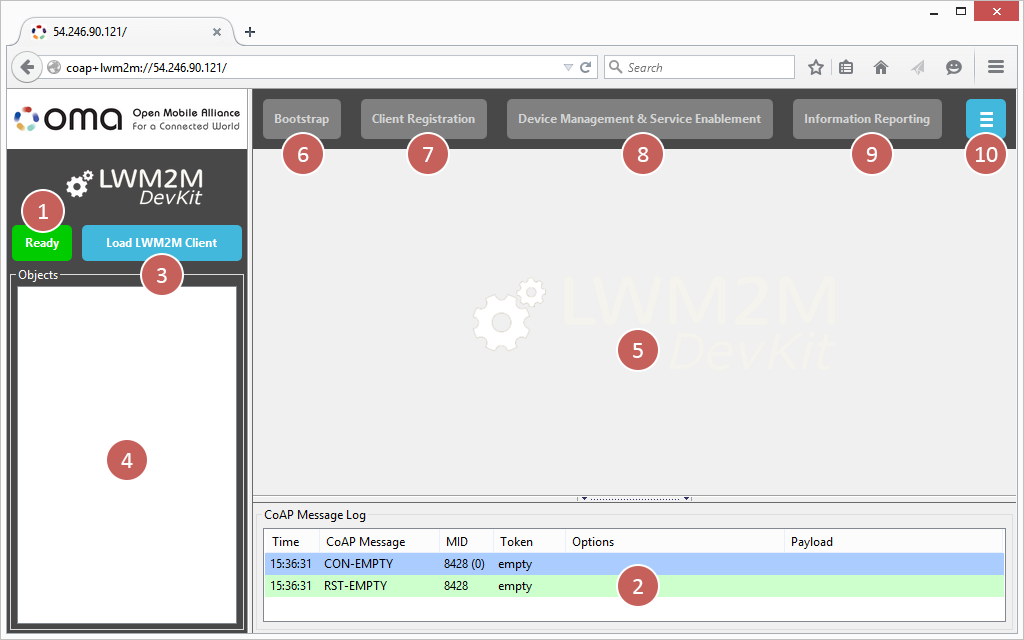 54.246.90.121/
coap+lwm2m://54.246.90.121/
Search
oma Open Mobile Alliance
For a Connected World
Bootstrap
Client Registration
Device Management & Service Enablement
Information Reporting
6
7
8
9
10
LWM2M
DevKit
1
Ready
Load LWM2M Client
3
Objects
4
LWM2M
DevKit
5
CoAP Message Log
Time CoAP Message MID Token Options Payload
15:36:31 CON-EMPTY 8428 (0) empty
15:36:31 RST-EMPTY 8428 empty
2